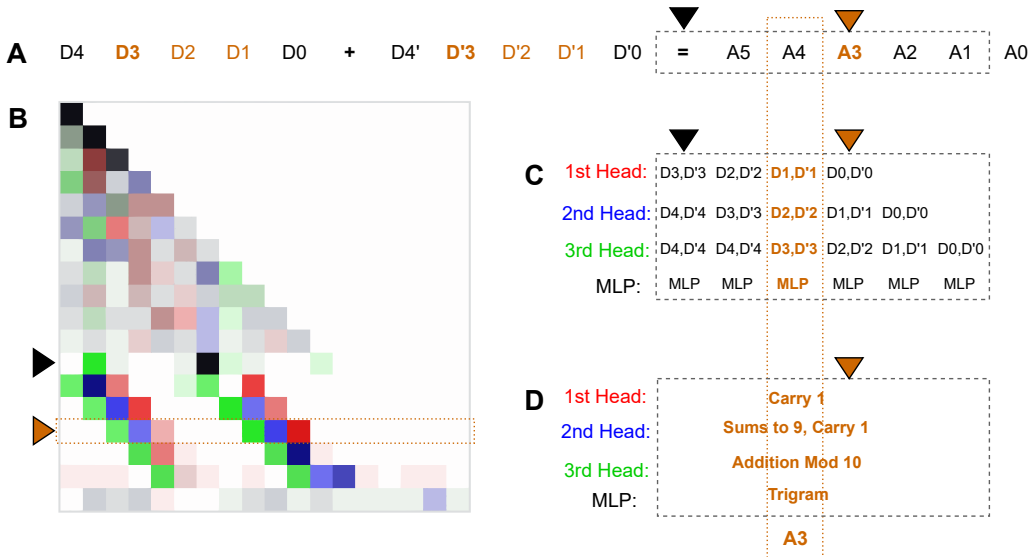 A D4 D3 D2 D1 D0 + D4' D'3 D'2 D'1 D'0 = A5 A4 A3 A2 A1 A0
B
C
1st Head: D3,D'3 D2,D'2 D1,D'1 D0,D'0
2nd Head: D4,D'4 D3,D'3 D2,D'2 D1,D'1 D0,D'0
3rd Head: D4,D'4 D4,D'4 D3,D'3 D2,D'2 D1,D'1 D0,D'0
MLP: MLP MLP MLP MLP MLP MLP
D
1st Head: Carry 1
2nd Head: Sums to 9, Carry 1
3rd Head: Addition Mod 10
MLP: Trigram
A3